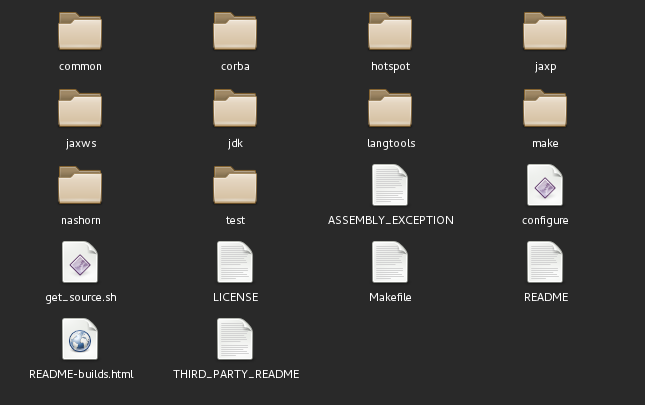 common
corba
hotspot
jaxp
jaxws
jdk
langtools
make
nashorn
test
ASSEMBLY_EXCEPTION
configure
get_source.sh
LICENSE
Makefile
README
README-builds.html
THIRD_PARTY_README